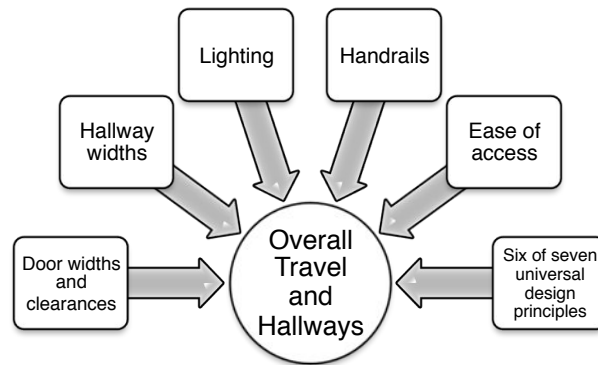 Lighting
Handrails
Hallway
widths
Ease of
access
Door widths
and
clearances
Overall
Travel
and
Hallways
Six of seven
universal
design
principles